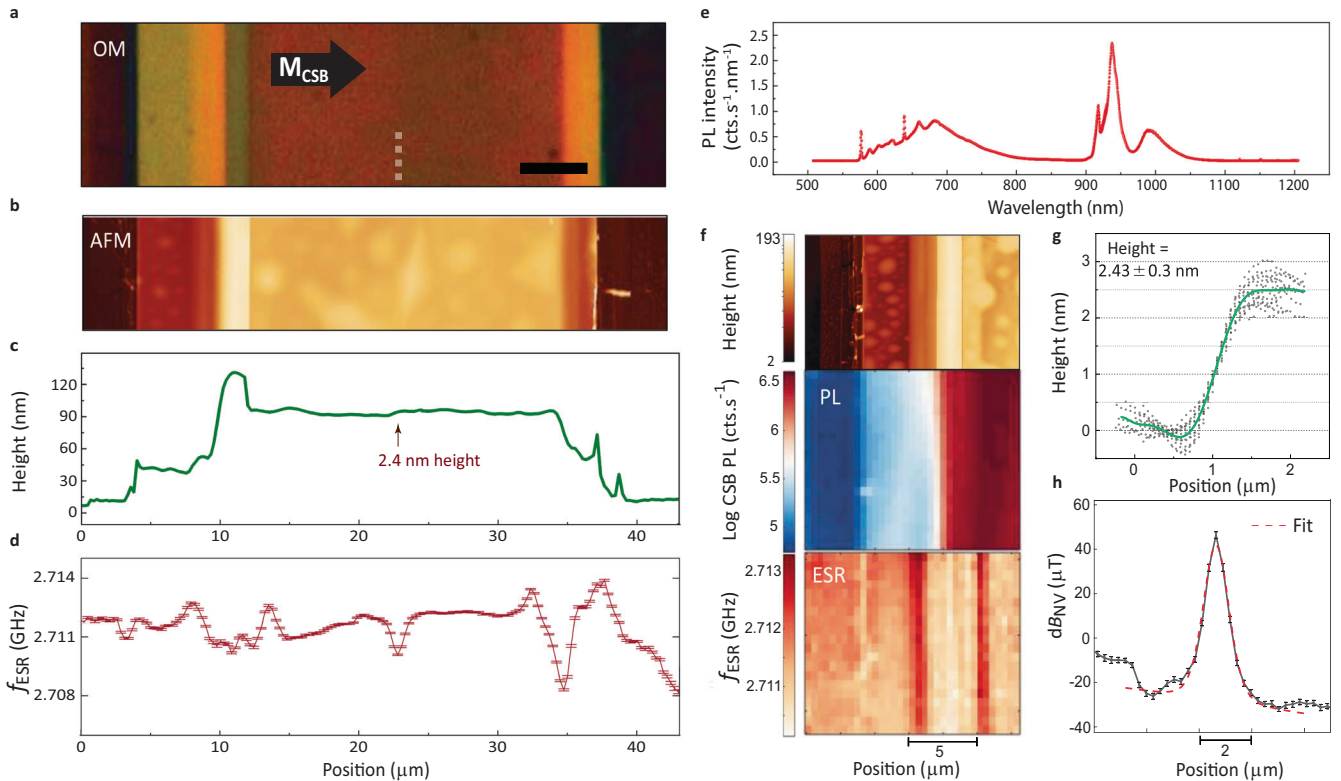 a
OM
M_CSB
b
AFM
c
Height (nm)
120
90
60
30
0
2.4 nm height
0
10
20
30
40
d
f_ESR (GHz)
2.714
2.711
2.708
0
10
20
30
40
Position (μm)
e
PL intensity
(cts.s⁻¹.nm⁻¹)
2.5
2.0
1.5
1.0
0.5
0.0
500 600 700 800 900 1000 1100 1200
Wavelength (nm)
f
Height (nm)
193
2
PL
Log CSB PL (cts.s⁻¹)
6.5
6
5.5
5
ESR
f_ESR (GHz)
2.713
2.712
2.711
5
Position (μm)
g
Height =
2.43 ± 0.3 nm
Height (nm)
3
2
1
0
0
1
2
Position (μm)
h
dB_NV (μT)
60
40
20
0
-20
-40
Fit
2
Position (μm)